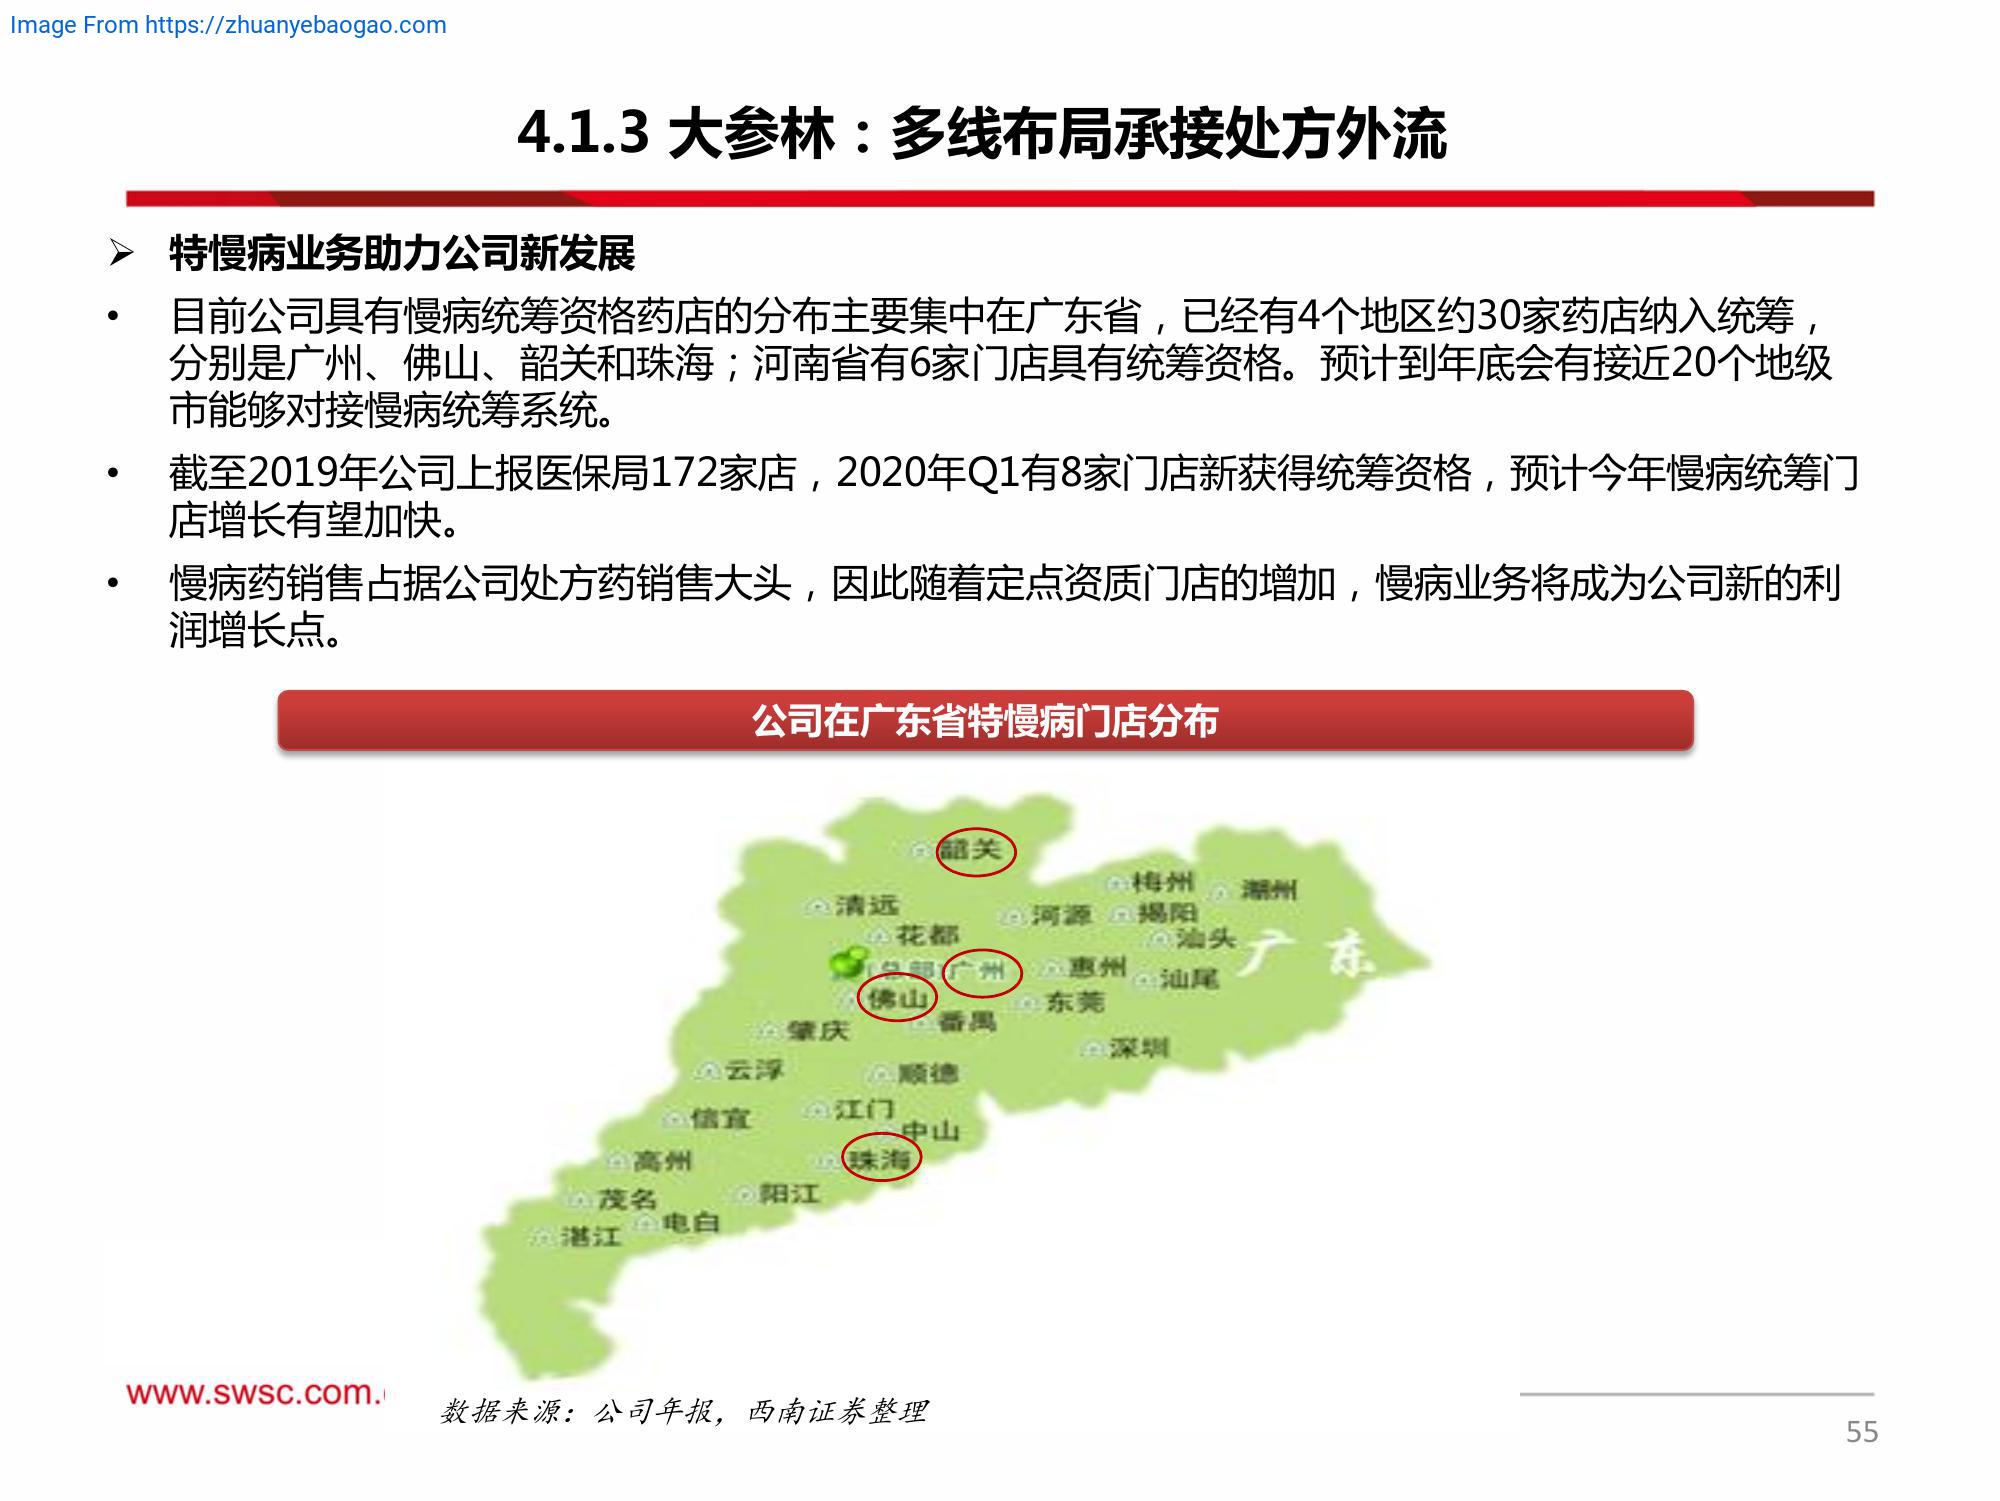 Image From https://zhuanyebaogao.com
4.1.3 大参林：多线布局承接处方外流
➢ 特慢病业务助力公司新发展
• 目前公司具有慢病统筹资格药店的分布主要集中在广东省，已经有4个地区约30家药店纳入统筹，
分别是广州、佛山、韶关和珠海；河南省有6家门店具有统筹资格。预计到年底会有接近20个地级
市能够对接慢病统筹系统。
• 截至2019年公司上报医保局172家店，2020年Q1有8家门店新获得统筹资格，预计今年慢病统筹门
店增长有望加快。
• 慢病药销售占据公司处方药销售大头，因此随着定点资质门店的增加，慢病业务将成为公司新的利
润增长点。
公司在广东省特慢病门店分布
韶关
梅州
潮州
清远
河源
揭阳
花都
汕头
广东
总部
广州
惠州
汕尾
佛山
东莞
番禺
肇庆
深圳
云浮
顺德
江门
信宜
中山
高州
珠海
阳江
茂名
电白
湛江
www.swsc.com.
数据来源：公司年报，西南证券整理
55